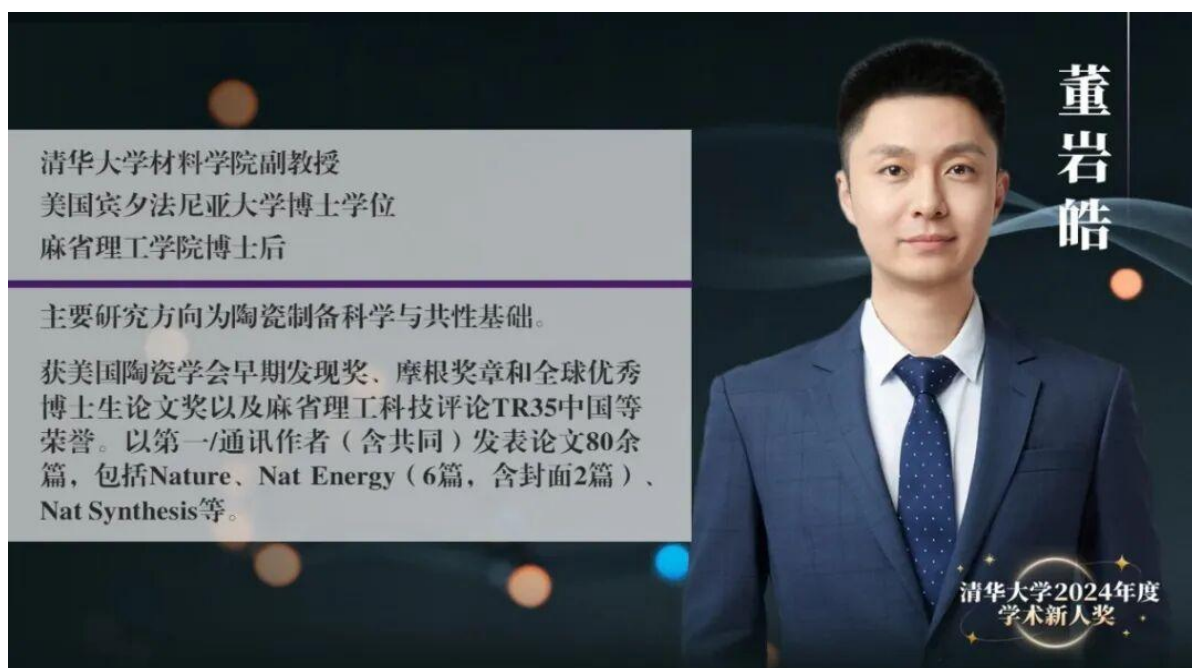 清华大学材料学院副教授
美国宾夕法尼亚大学博士学位
麻省理工学院博士后
主要研究方向为陶瓷制备科学与共性基础。
获美国陶瓷学会早期发现奖、摩根奖章和全球优秀
博士生论文奖以及麻省理工科技评论TR35中国等
荣誉。以第一/通讯作者（含共同）发表论文80余
篇，包括Nature、Nat Energy（6篇，含封面2篇）、
Nat Synthesis等。
董岩皓
清华大学2024年度
学术新人奖